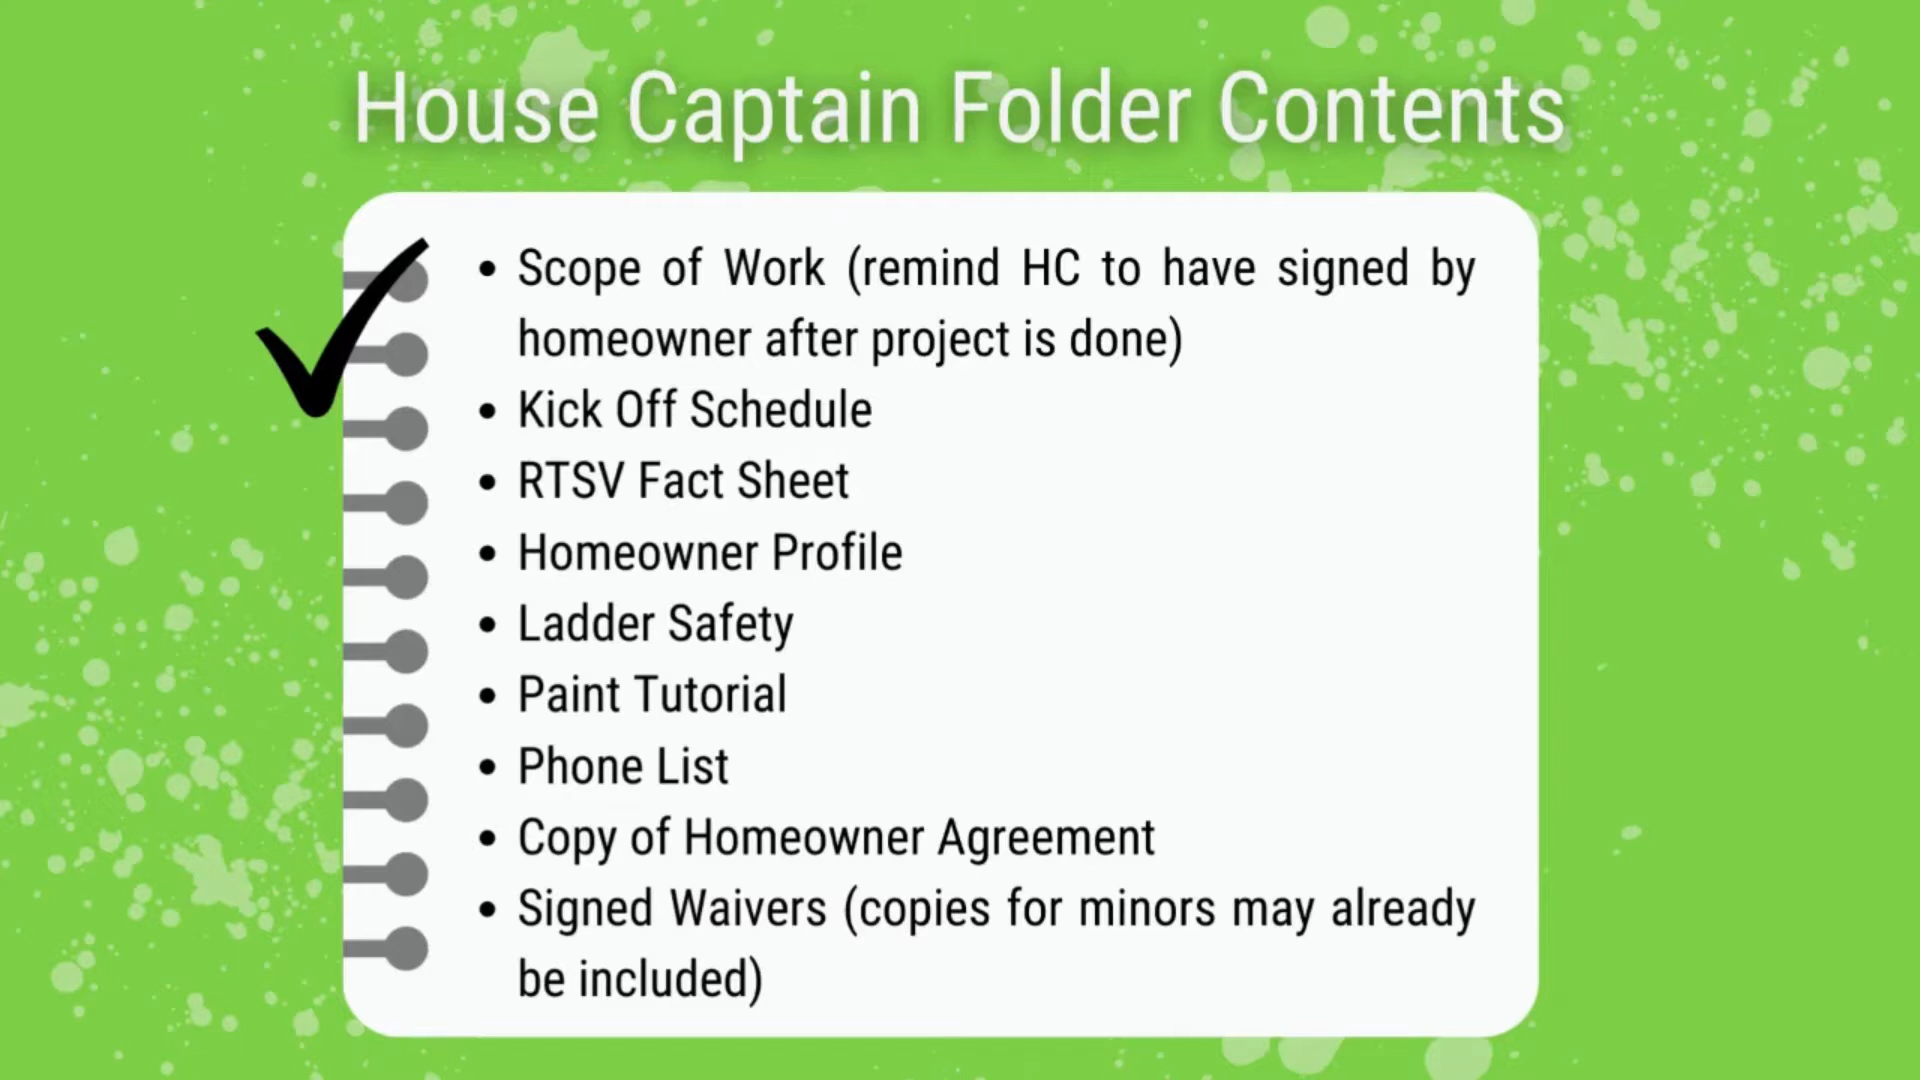 House Captain Folder Contents
• Scope of Work (remind HC to have signed by
homeowner after project is done)
• Kick Off Schedule
• RTSV Fact Sheet
• Homeowner Profile
• Ladder Safety
• Paint Tutorial
• Phone List
• Copy of Homeowner Agreement
• Signed Waivers (copies for minors may already
be included)